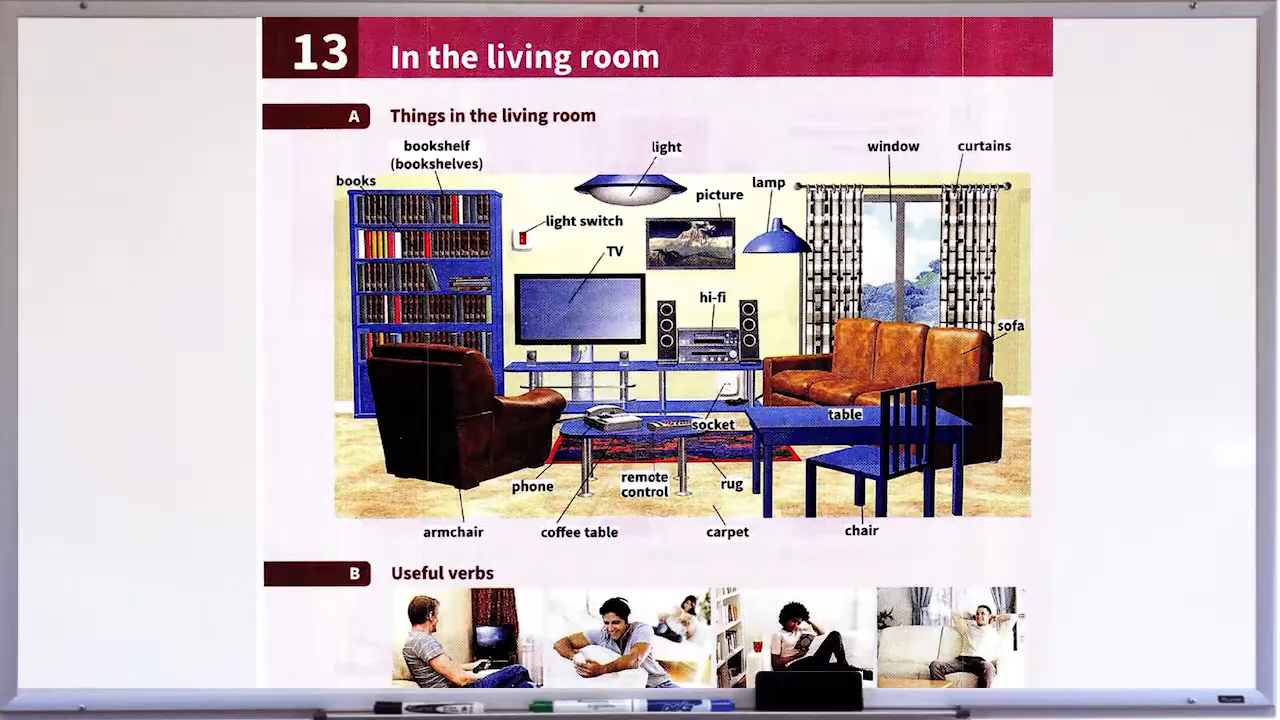 13 In the living room
A Things in the living room
bookshelf
(bookshelves)
light
window
curtains
books
lamp
picture
light switch
TV
hi-fi
sofa
table
socket
phone
remote
control
rug
armchair
coffee table
carpet
chair
B Useful verbs